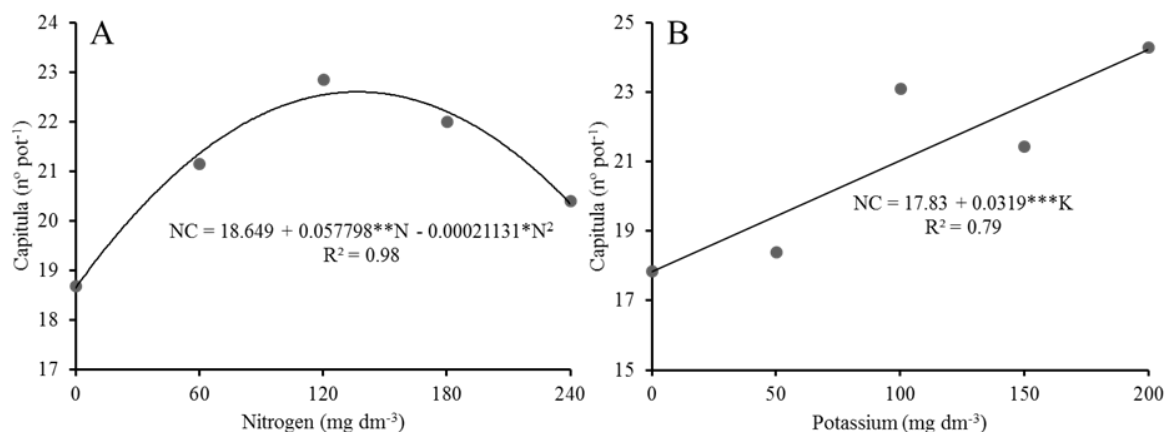 A
24
23
22
21
20
19
18
17
Capitula (nº pot⁻¹)
NC = 18.649 + 0.057798**N - 0.00021131*N²
R² = 0.98
0 60 120 180 240
Nitrogen (mg dm⁻³)
B
25
23
21
19
17
15
Capitula (nº pot⁻¹)
NC = 17.83 + 0.0319***K
R² = 0.79
0 50 100 150 200
Potassium (mg dm⁻³)